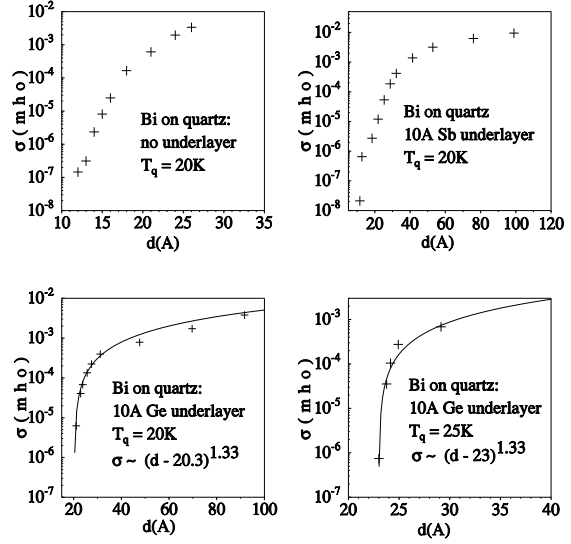 10^-2
10^-3
10^-4
10^-5
10^-6
10^-7
10^-8
σ ( m h o )
Bi on quartz:
no underlayer
T_q = 20K
10 15 20 25 30 35
d(A)
10^-2
10^-3
10^-4
10^-5
10^-6
10^-7
10^-8
σ ( m h o )
Bi on quartz
10A Sb underlayer
T_q = 20K
20 40 60 80 100 120
d(A)
10^-2
10^-3
10^-4
10^-5
10^-6
10^-7
σ ( m h o )
Bi on quartz:
10A Ge underlayer
T_q = 20K
σ ~ (d - 20.3)^1.33
20 40 60 80 100
d(A)
10^-3
10^-4
10^-5
10^-6
10^-7
σ ( m h o )
Bi on quartz:
10A Ge underlayer
T_q = 25K
σ ~ (d - 23)^1.33
20 25 30 35 40
d(A)